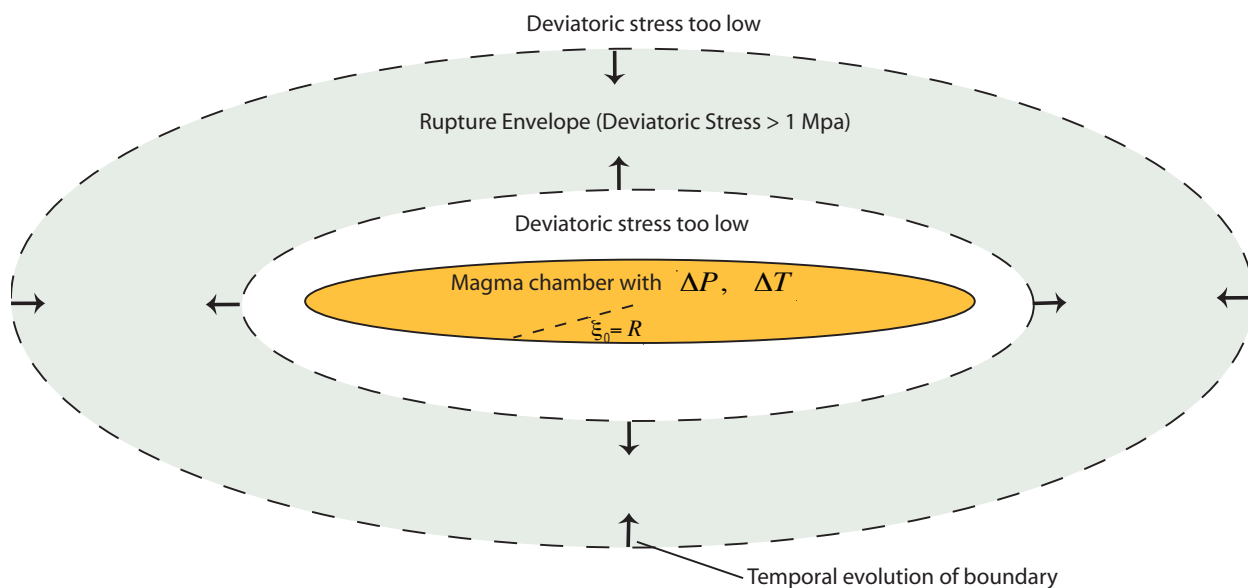 Deviatoric stress too low
Rupture Envelope (Deviatoric Stress > 1 Mpa)
Deviatoric stress too low
Magma chamber with ΔP, ΔT
ξ₀= R
Temporal evolution of boundary